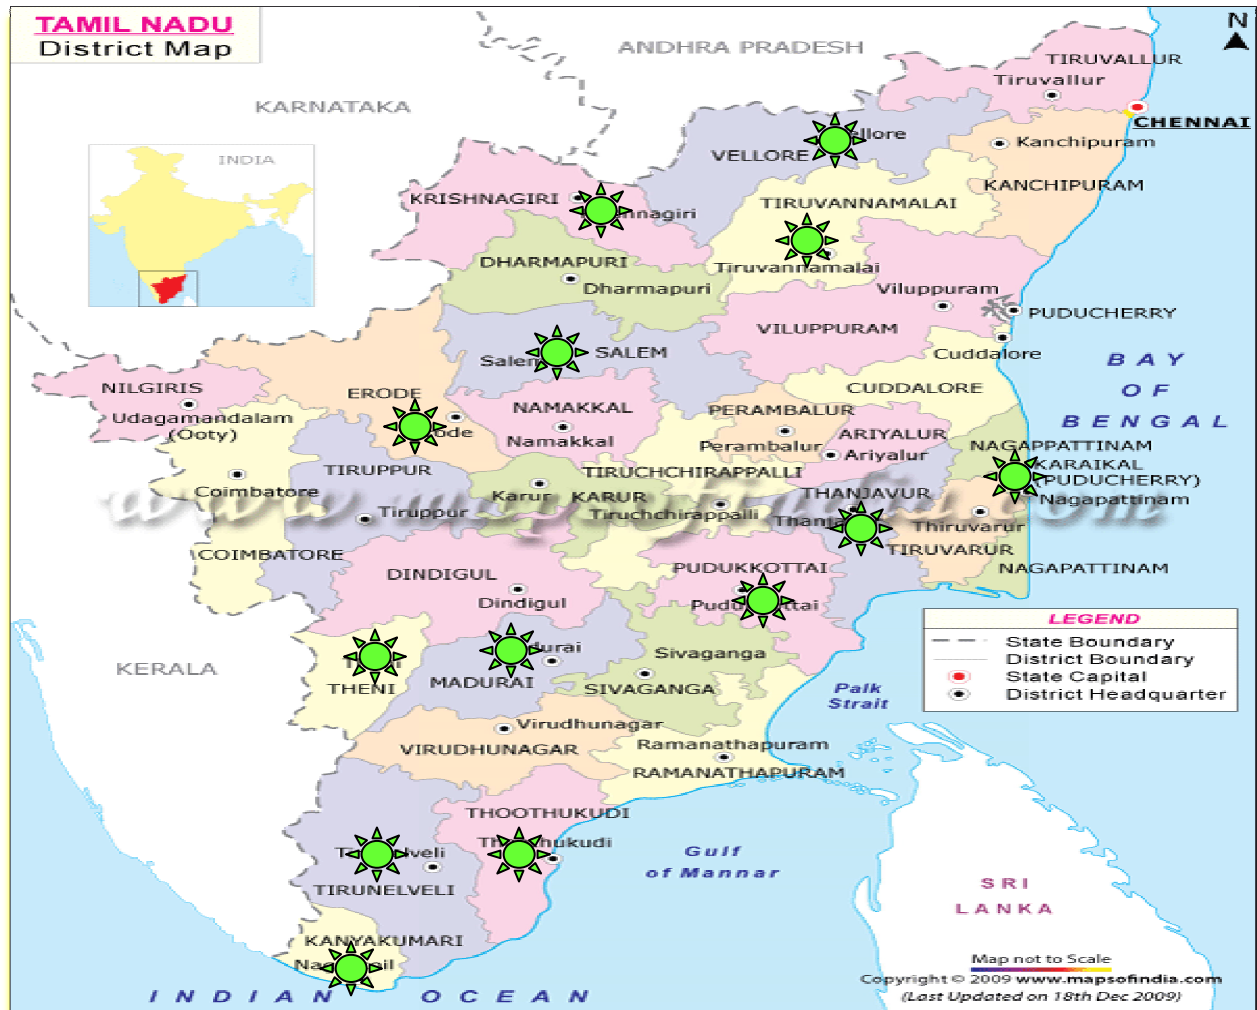 TAMIL NADU
District Map
N
ANDHRA PRADESH
KARNATAKA
INDIA
TIRUVALLUR
Tiruvallur
CHENNAI
Kanchipuram
KANCHIPURAM
VELLORE
KRISHNAGIRI
TIRUVANNAMALAI
Tiruvannamalai
DHARMAPURI
Dharmapuri
Viluppuram
VILUPPURAM
PUDUCHERRY
Cuddalore
CUDDALORE
BAY
OF
BENGAL
SALEM
NILGIRIS
Udagamandalam
(Ooty)
ERODE
NAMAKKAL
Namakkal
PERAMBALUR
Perambalur
ARIYALUR
Ariyalur
NAGAPPATTINAM
KARAIKAL
(PUDUCHERRY)
Nagapattinam
TIRUPPUR
Tiruppur
Coimbatore
COIMBATORE
Karur
KARUR
TIRUCHCHIRAPPALLI
Tiruchchirappalli
THANJAVUR
Thiruvarur
TIRUVARUR
NAGAPATTINAM
DINDIGUL
Dindigul
PUDUKKOTTAI
KERALA
THENI
MADURAI
Sivaganga
SIVAGANGA
Palk
Strait
LEGEND
State Boundary
District Boundary
State Capital
District Headquarter
Virudhunagar
VIRUDHUNAGAR
Ramanathapuram
RAMANATHAPURAM
THOOTHUKUDI
TIRUNELVELI
Gulf
of Mannar
KANYAKUMARI
SRI
LANKA
INDIAN OCEAN
Map not to Scale
Copyright © 2009 www.mapsofindia.com
(Last Updated on 18th Dec 2009)